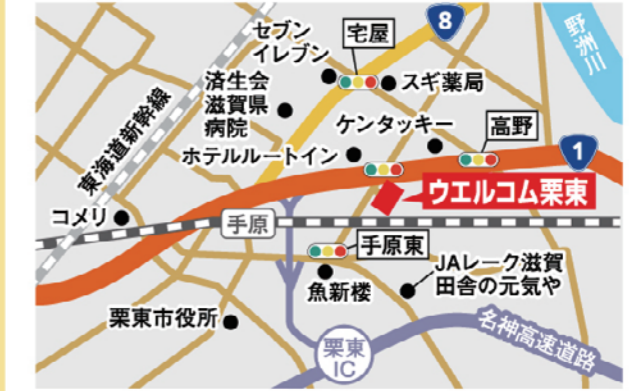 8
セブン
イレブン
宅屋
野洲川
済生会
滋賀県
病院
スギ薬局
東海道新幹線
ケンタッキー
高野
ホテルルートイン
1
ウエルコム栗東
コメリ
手原
手原東
JAレーク滋賀
田舎の元気や
魚新楼
栗東市役所
栗東
IC
名神高速道路